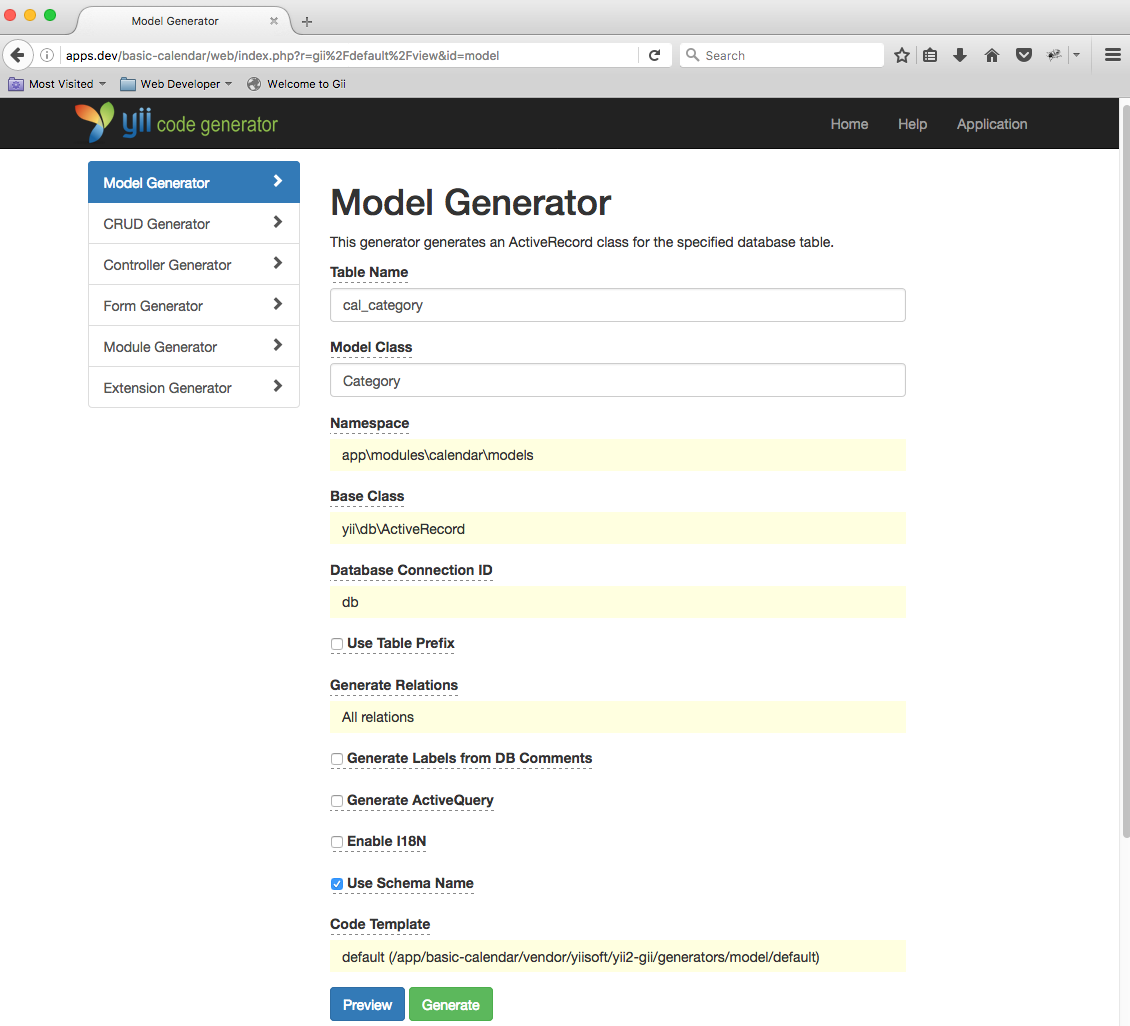 Model Generator
apps.dev/basic-calendar/web/index.php?r=gii%2Fdefault%2Fview&id=model
Search
Most Visited
Web Developer
Welcome to Gii
yii code generator
Home
Help
Application
Model Generator
CRUD Generator
Controller Generator
Form Generator
Module Generator
Extension Generator
Model Generator
This generator generates an ActiveRecord class for the specified database table.
Table Name
cal_category
Model Class
Category
Namespace
app\modules\calendar\models
Base Class
yii\db\ActiveRecord
Database Connection ID
db
Use Table Prefix
Generate Relations
All relations
Generate Labels from DB Comments
Generate ActiveQuery
Enable I18N
Use Schema Name
Code Template
default (/app/basic-calendar/vendor/yiisoft/yii2-gii/generators/model/default)
Preview
Generate